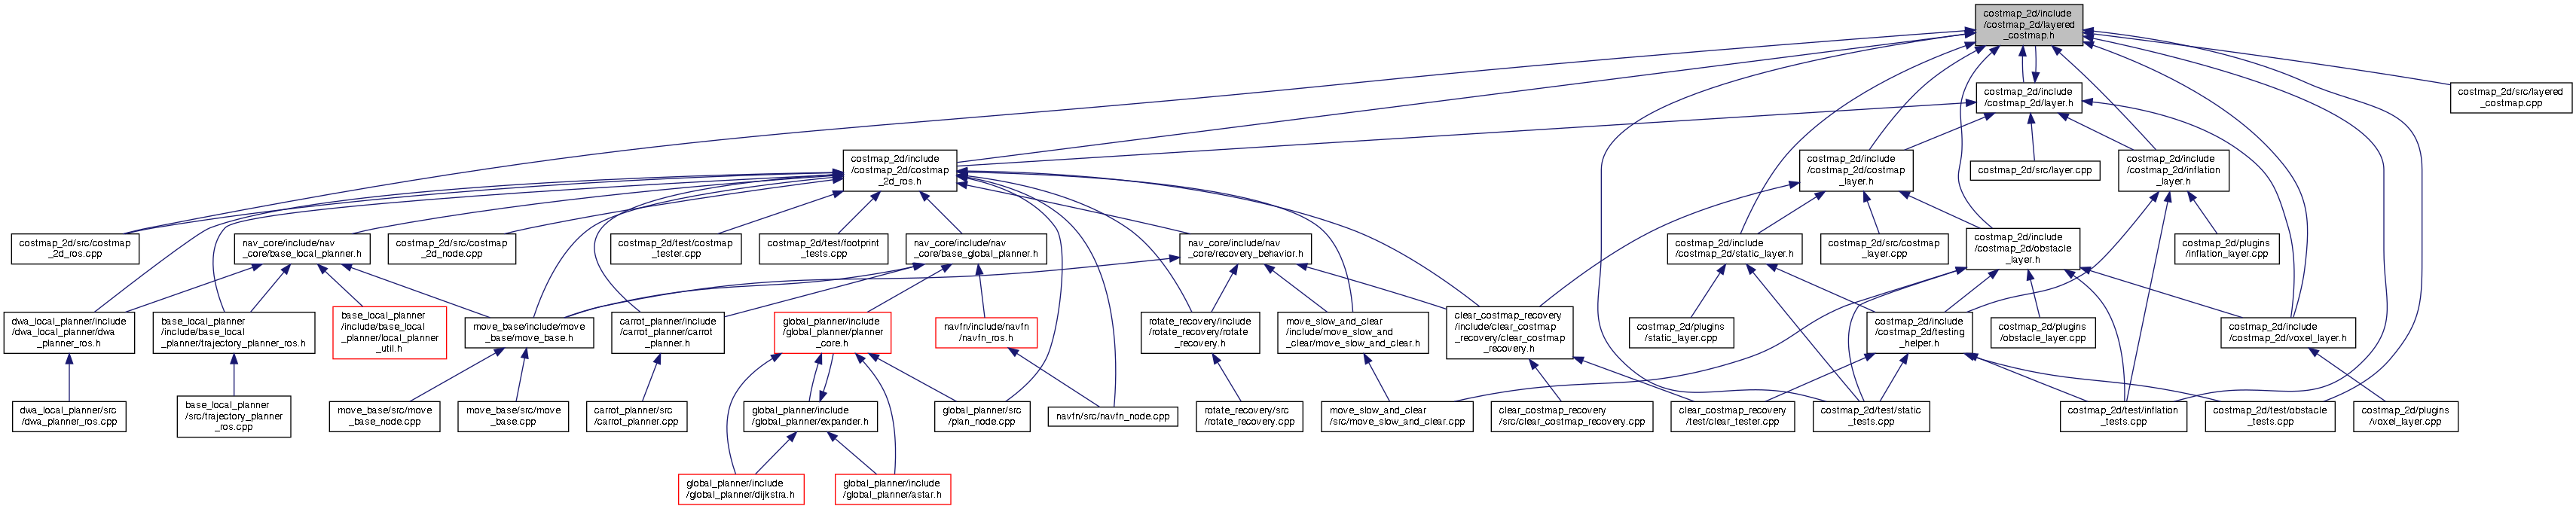 costmap_2d/include
/costmap_2d/layered
_costmap.h
costmap_2d/include
/costmap_2d/layer.h
costmap_2d/src/layered
_costmap.cpp
costmap_2d/include
/costmap_2d/costmap
_2d_ros.h
costmap_2d/include
/costmap_2d/costmap
_layer.h
costmap_2d/src/layer.cpp
costmap_2d/include
/costmap_2d/inflation
_layer.h
costmap_2d/src/costmap
_2d_ros.cpp
nav_core/include/nav
_core/base_local_planner.h
costmap_2d/src/costmap
_2d_node.cpp
costmap_2d/test/costmap
_tester.cpp
costmap_2d/test/footprint
_tests.cpp
nav_core/include/nav
_core/base_global_planner.h
nav_core/include/nav
_core/recovery_behavior.h
costmap_2d/include
/costmap_2d/static_layer.h
costmap_2d/src/costmap
_layer.cpp
costmap_2d/include
/costmap_2d/obstacle
_layer.h
costmap_2d/plugins
/inflation_layer.cpp
dwa_local_planner/include
/dwa_local_planner/dwa
_planner_ros.h
base_local_planner
/include/base_local
_planner/trajectory_planner_ros.h
base_local_planner
/include/base_local
_planner/local_planner
_util.h
move_base/include/move
_base/move_base.h
carrot_planner/include
/carrot_planner/carrot
_planner.h
global_planner/include
/global_planner/planner
_core.h
navfn/include/navfn
/navfn_ros.h
rotate_recovery/include
/rotate_recovery/rotate
_recovery.h
move_slow_and_clear
/include/move_slow_and
_clear/move_slow_and_clear.h
clear_costmap_recovery
/include/clear_costmap
_recovery/clear_costmap
_recovery.h
costmap_2d/plugins
/static_layer.cpp
costmap_2d/include
/costmap_2d/testing
_helper.h
costmap_2d/plugins
/obstacle_layer.cpp
costmap_2d/include
/costmap_2d/voxel_layer.h
dwa_local_planner/src
/dwa_planner_ros.cpp
base_local_planner
/src/trajectory_planner
_ros.cpp
move_base/src/move
_base_node.cpp
move_base/src/move
_base.cpp
carrot_planner/src
/carrot_planner.cpp
global_planner/include
/global_planner/expander.h
global_planner/src
/plan_node.cpp
navfn/src/navfn_node.cpp
rotate_recovery/src
/rotate_recovery.cpp
move_slow_and_clear
/src/move_slow_and_clear.cpp
clear_costmap_recovery
/src/clear_costmap_recovery.cpp
clear_costmap_recovery
/test/clear_tester.cpp
costmap_2d/test/static
_tests.cpp
costmap_2d/test/inflation
_tests.cpp
costmap_2d/test/obstacle
_tests.cpp
costmap_2d/plugins
/voxel_layer.cpp
global_planner/include
/global_planner/dijkstra.h
global_planner/include
/global_planner/astar.h